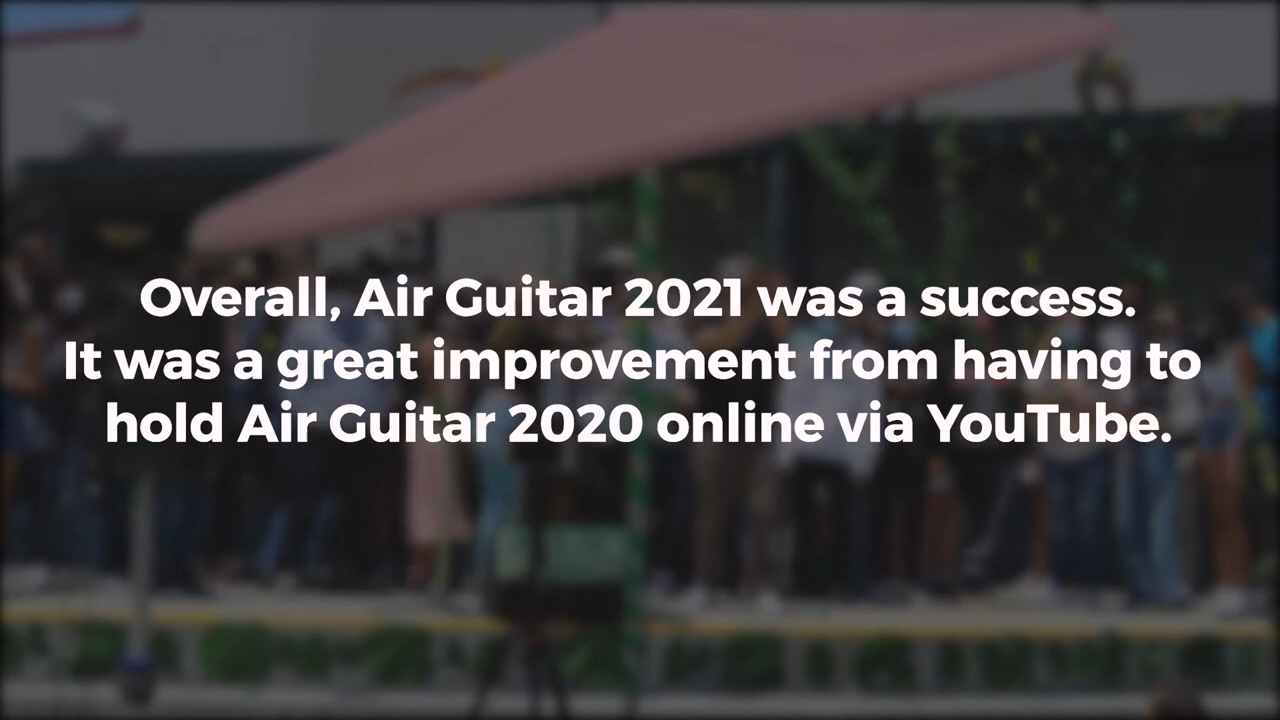 Overall, Air Guitar 2021 was a success.
It was a great improvement from having to
hold Air Guitar 2020 online via YouTube.